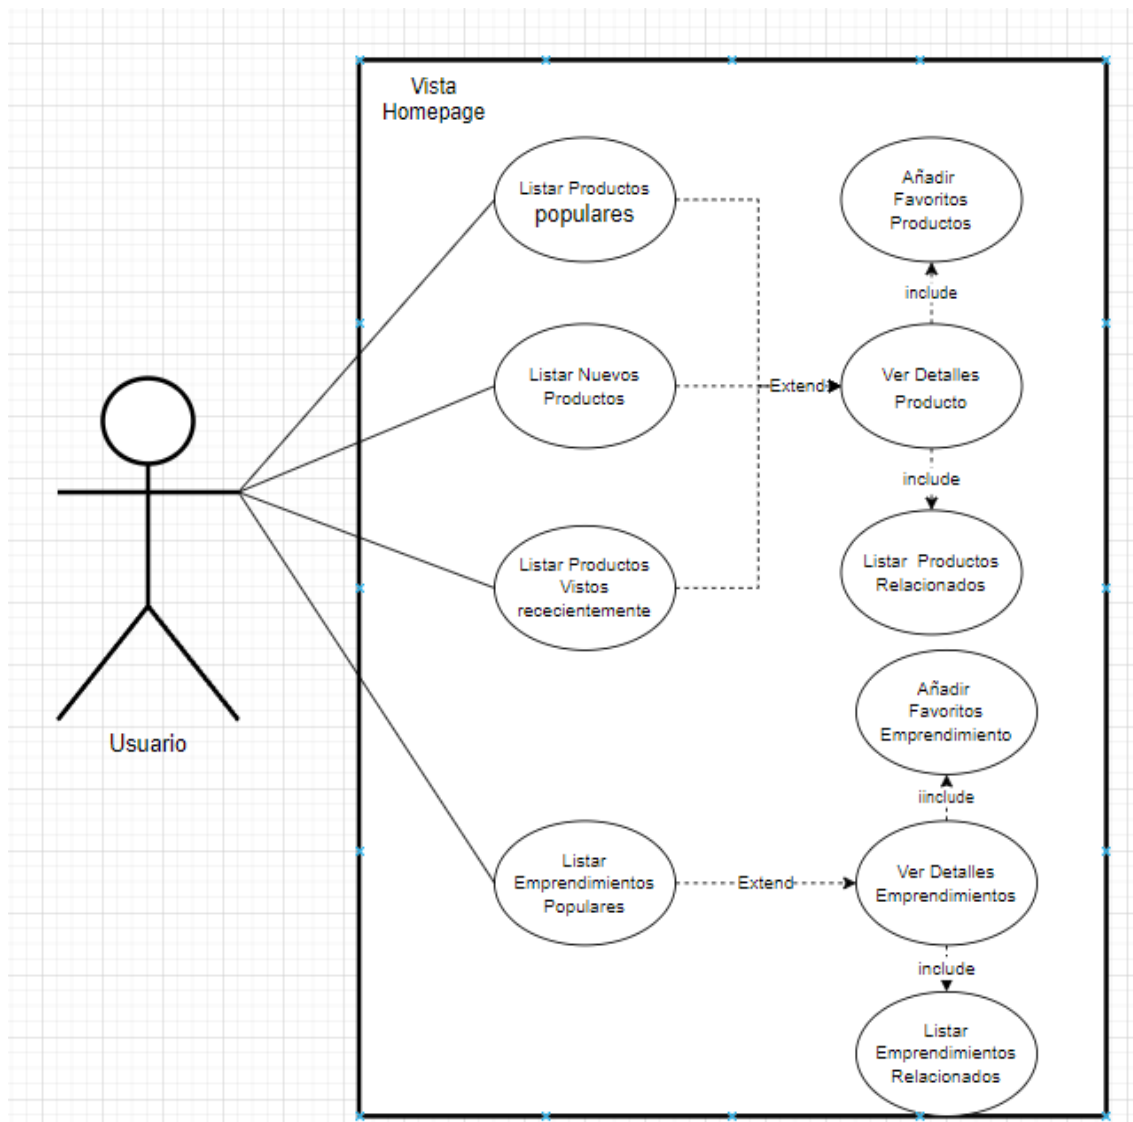 Vista
Homepage
Listar Productos
populares
Añadir
Favoritos
Productos
include
Listar Nuevos
Productos
Extend
Ver Detalles
Producto
include
Listar Productos
Vistos
rececientemente
Listar Productos
Relacionados
Usuario
Añadir
Favoritos
Emprendimiento
iinclude
Listar
Emprendimientos
Populares
Extend
Ver Detalles
Emprendimientos
include
Listar
Emprendimientos
Relacionados